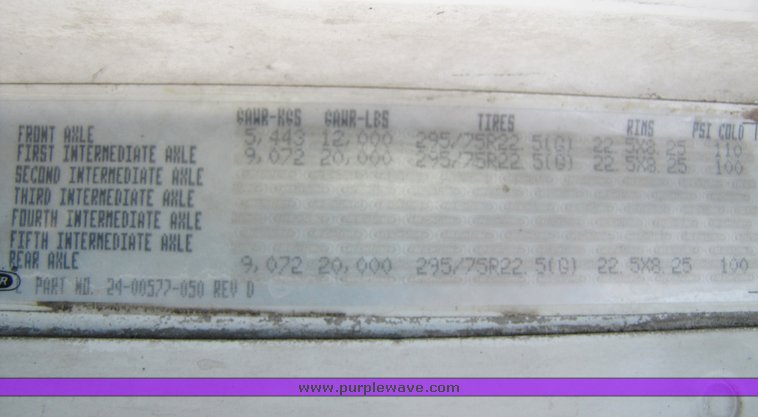 GAWR-KGS GAWR-LBS TIRES RIMS PSI COLD
FRONT AXLE 5,443 12,000 295/75R22.5(G) 22.5X8.25 110
FIRST INTERMEDIATE AXLE 9,072 20,000 295/75R22.5(G) 22.5X8.25 100
SECOND INTERMEDIATE AXLE
THIRD INTERMEDIATE AXLE
FOURTH INTERMEDIATE AXLE
FIFTH INTERMEDIATE AXLE
REAR AXLE 9,072 20,000 295/75R22.5(G) 22.5X8.25 100
PART NO. 24-00577-050 REV D
www.purplewave.com